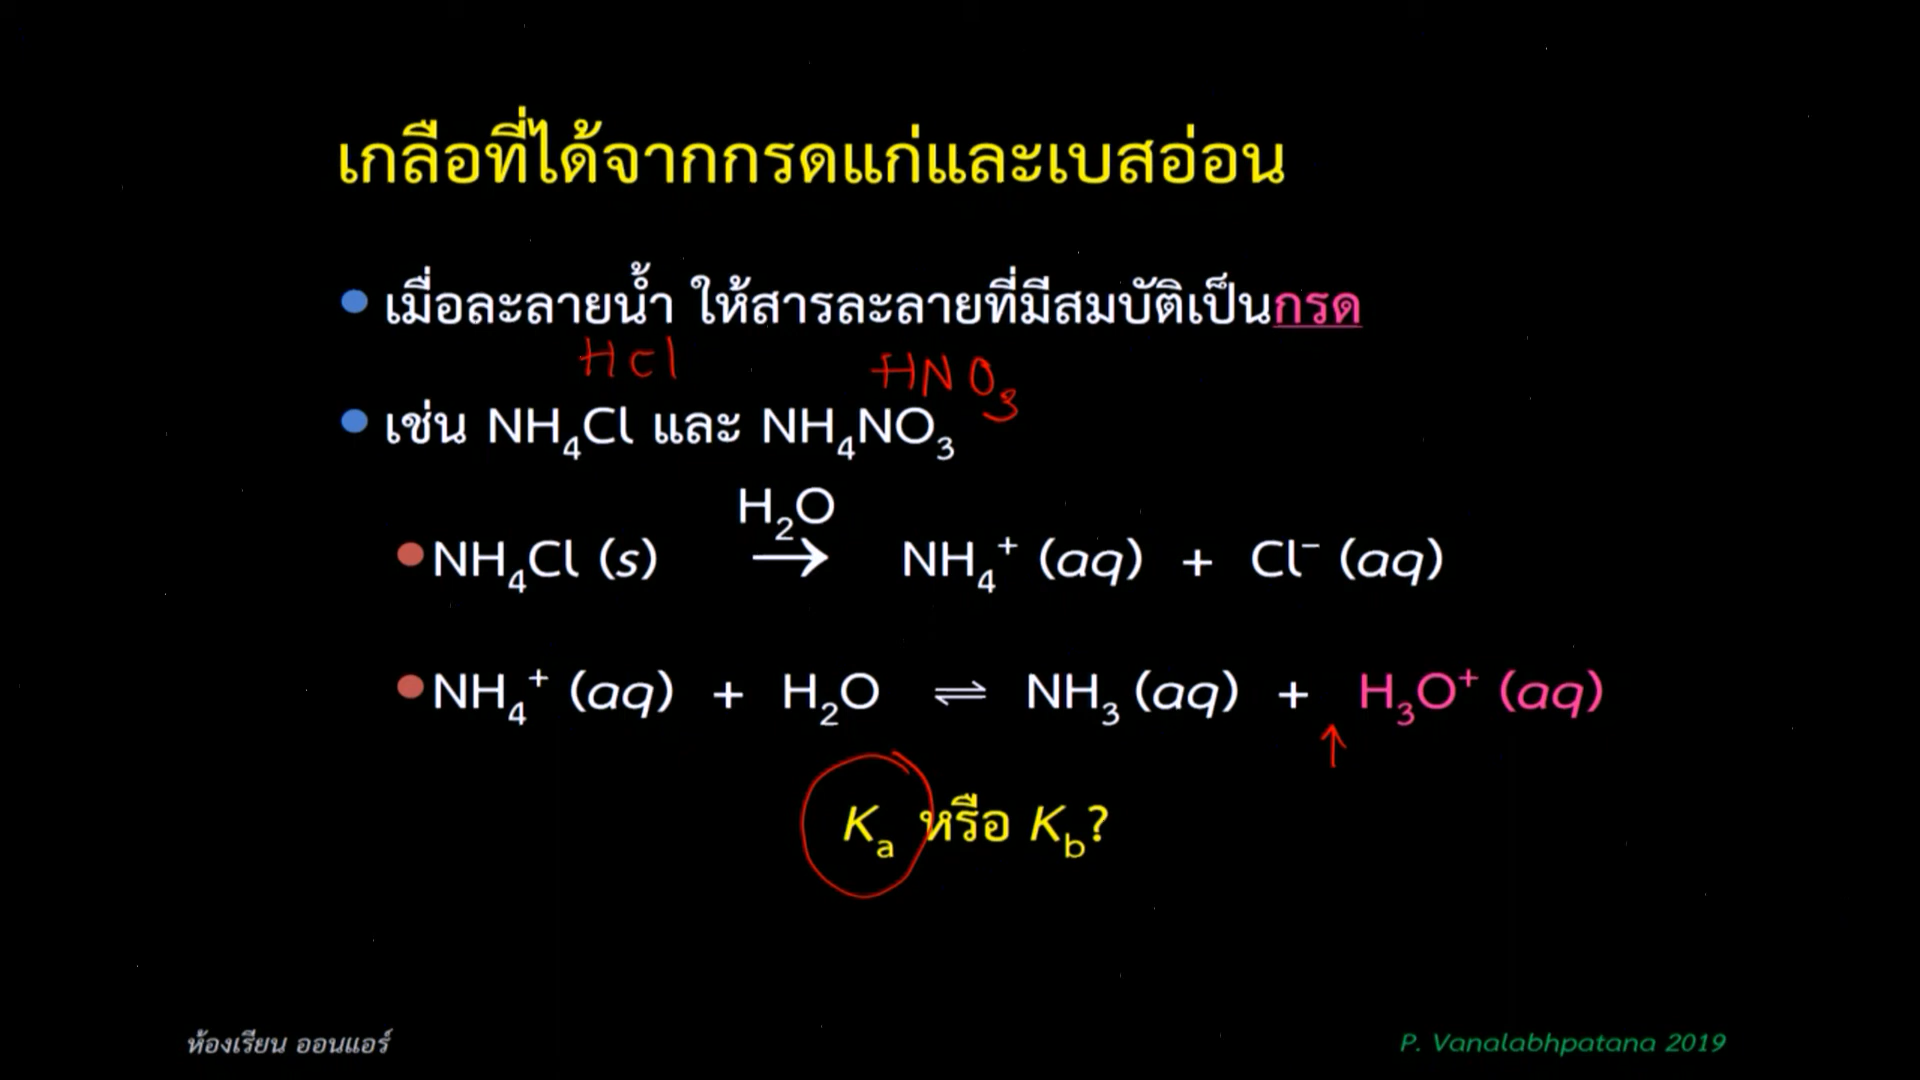 เกลือที่ได้จากกรดแก่และเบสอ่อน
เมื่อละลายน้ำ ให้สารละลายที่มีสมบัติเป็นกรด
HCl HNO₃
เช่น NH₄Cl และ NH₄NO₃
H₂O
NH₄Cl (s) → NH₄⁺ (aq) + Cl⁻ (aq)
NH₄⁺ (aq) + H₂O ⇌ NH₃ (aq) + H₃O⁺ (aq)
↑
Kₐ หรือ K_b?
ห้องเรียน ออนแอร์ P. Vanalabhpatana 2019